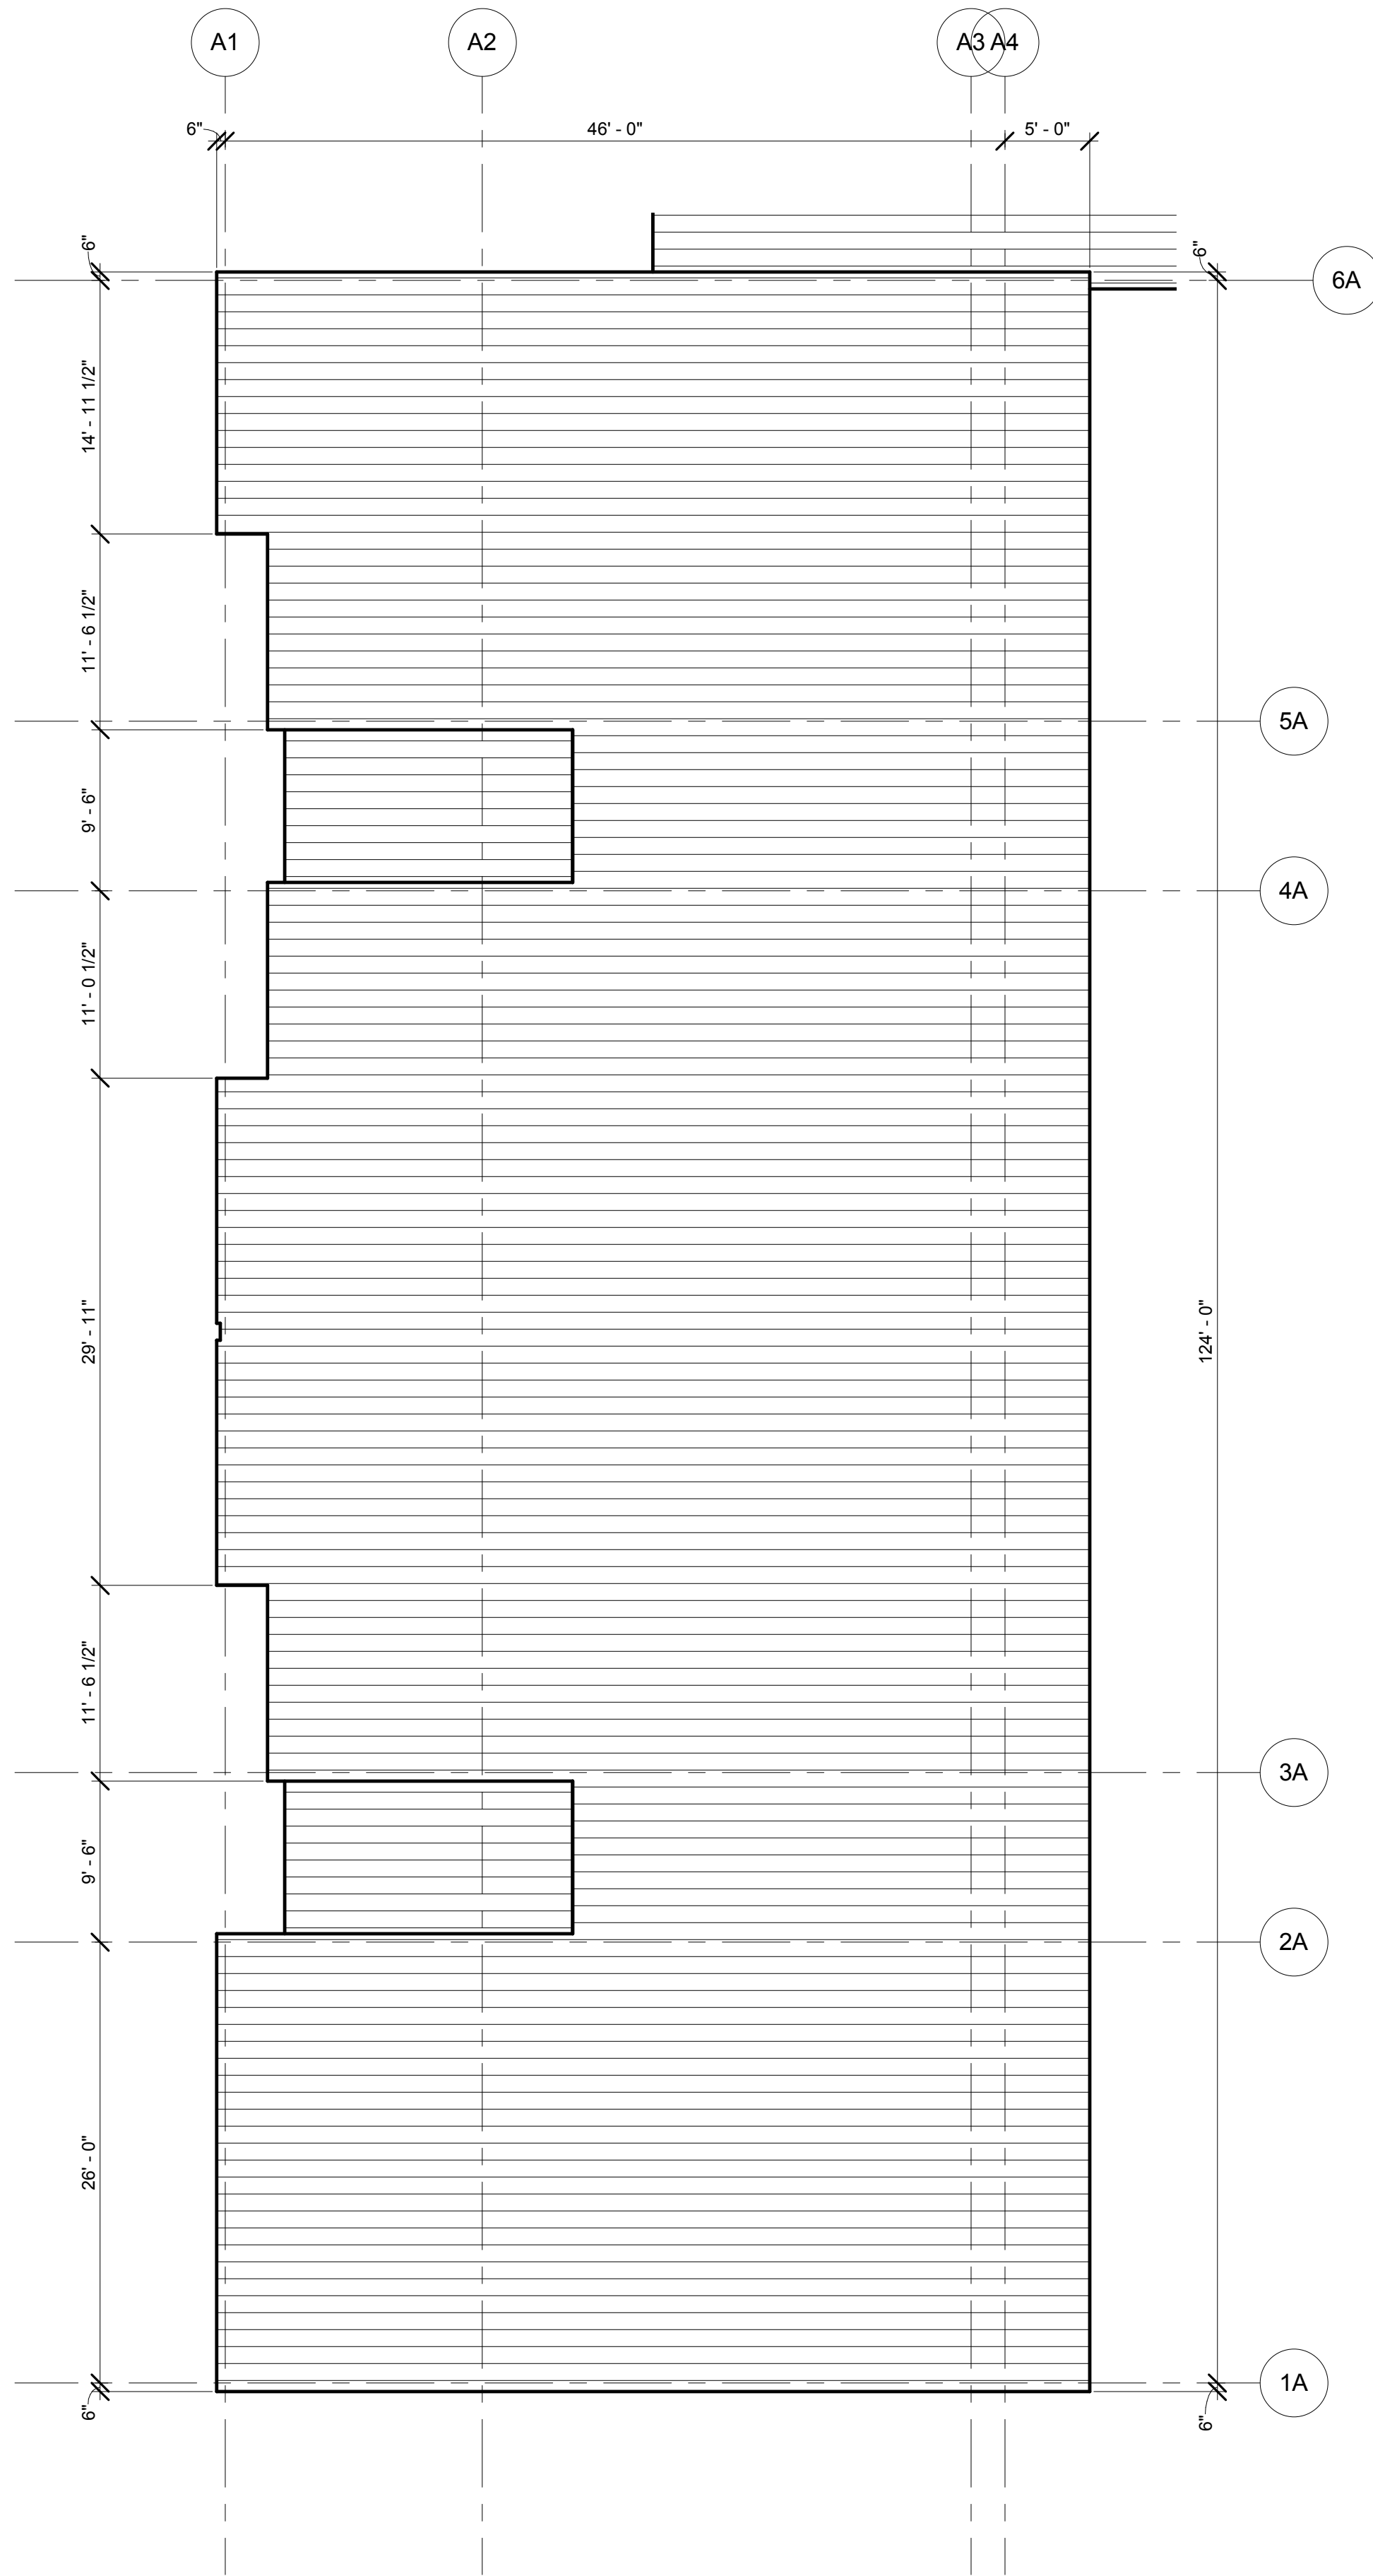 A1
A2
A3
A4
6"
46' - 0"
5' - 0"
6"
6"
6A
14' - 11 1/2"
11' - 6 1/2"
5A
9' - 6"
4A
11' - 0 1/2"
29' - 11"
124' - 0"
11' - 6 1/2"
3A
9' - 6"
2A
26' - 0"
1A
6"
6"